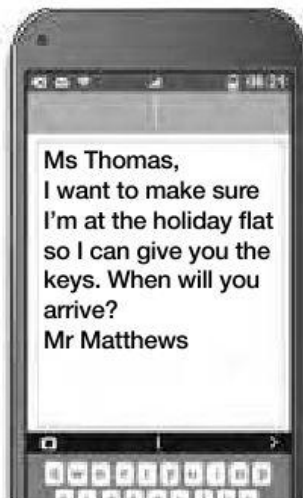 Ms Thomas,
I want to make sure
I'm at the holiday flat
so I can give you the
keys. When will you
arrive?
Mr Matthews